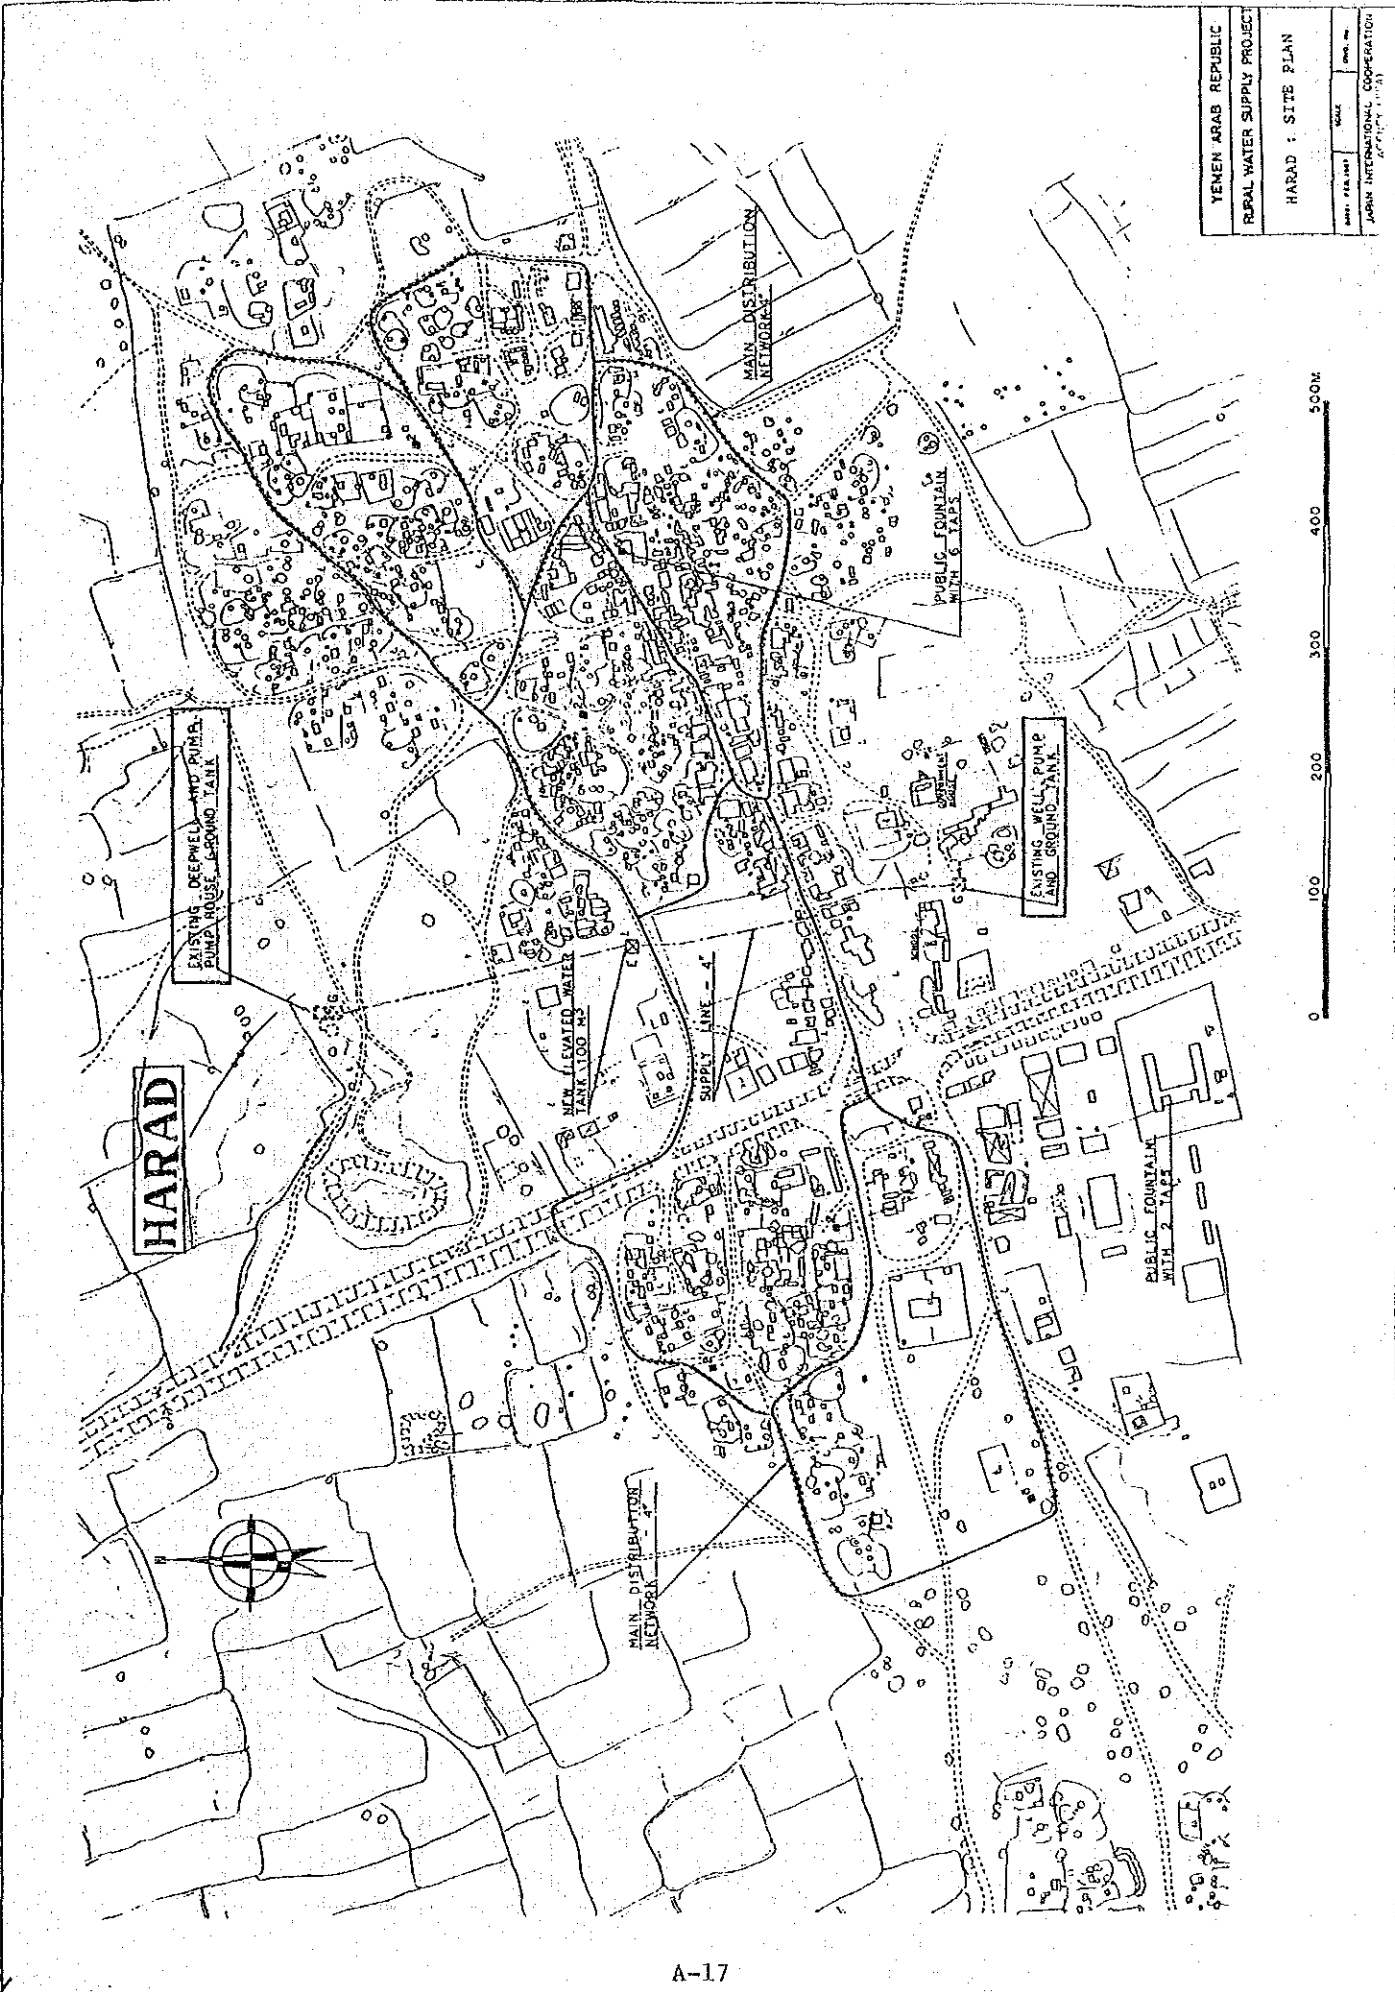 HARAD
EXISTING DEEPWELL AND PUMP,
PUMP HOUSE, GROUND TANK
NEW ELEVATED WATER
TANK 100 M3
SUPPLY LINE - 4"
MAIN DISTRIBUTION
NETWORK - 4"
MAIN DISTRIBUTION
NETWORK
PUBLIC FOUNTAIN
WITH 6 TAPS
EXISTING WELL, PUMP
AND GROUND TANK
SCHOOL
PUBLIC FOUNTAIN
WITH 2 TAPS
0 100 200 300 400 500M
YEMEN ARAB REPUBLIC
RURAL WATER SUPPLY PROJECT
HARAD : SITE PLAN
SCALE
JAPAN INTERNATIONAL COOPERATION
A-17